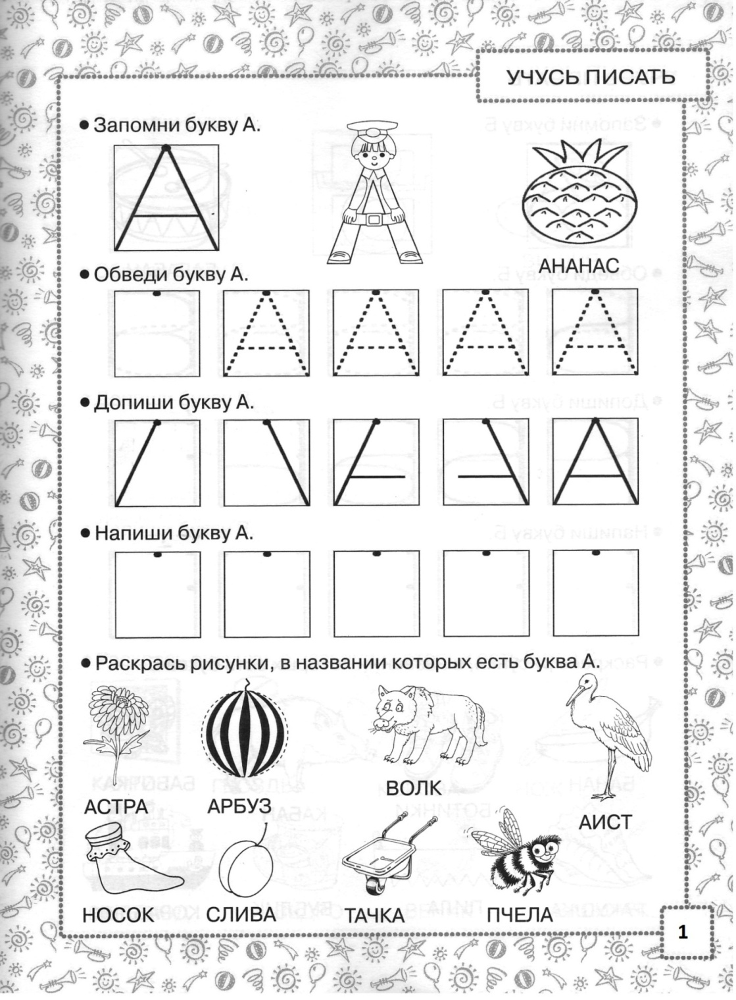 УЧУСЬ ПИСАТЬ
• Запомни букву А.
А
АНАНАС
• Обведи букву А.
А А А А
• Допиши букву А.
А
• Напиши букву А.
• Раскрась рисунки, в названии которых есть буква А.
АСТРА АРБУЗ ВОЛК АИСТ
НОСОК СЛИВА ТАЧКА ПЧЕЛА
1